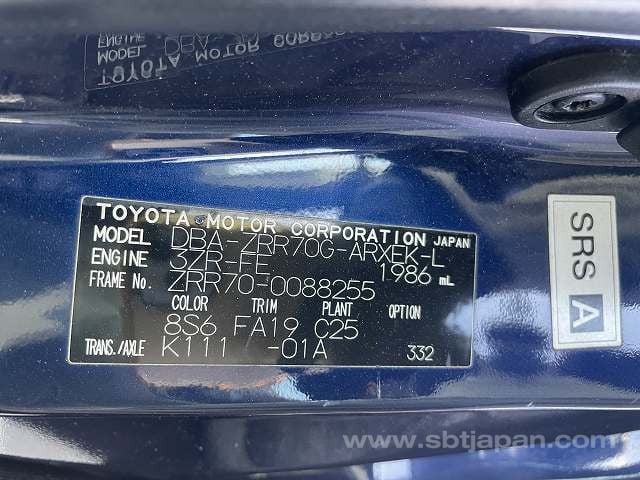 TOYOTA MOTOR CORPORATION JAPAN
MODEL DBA-ZRR70G-ARXEK-L
ENGINE 3ZR-FE 1986 mL
FRAME No. ZRR70-0088255
COLOR TRIM PLANT OPTION
8S6 FA19 C25
TRANS./AXLE K111 -01A 332
SRS A
www.sbtjapan.com